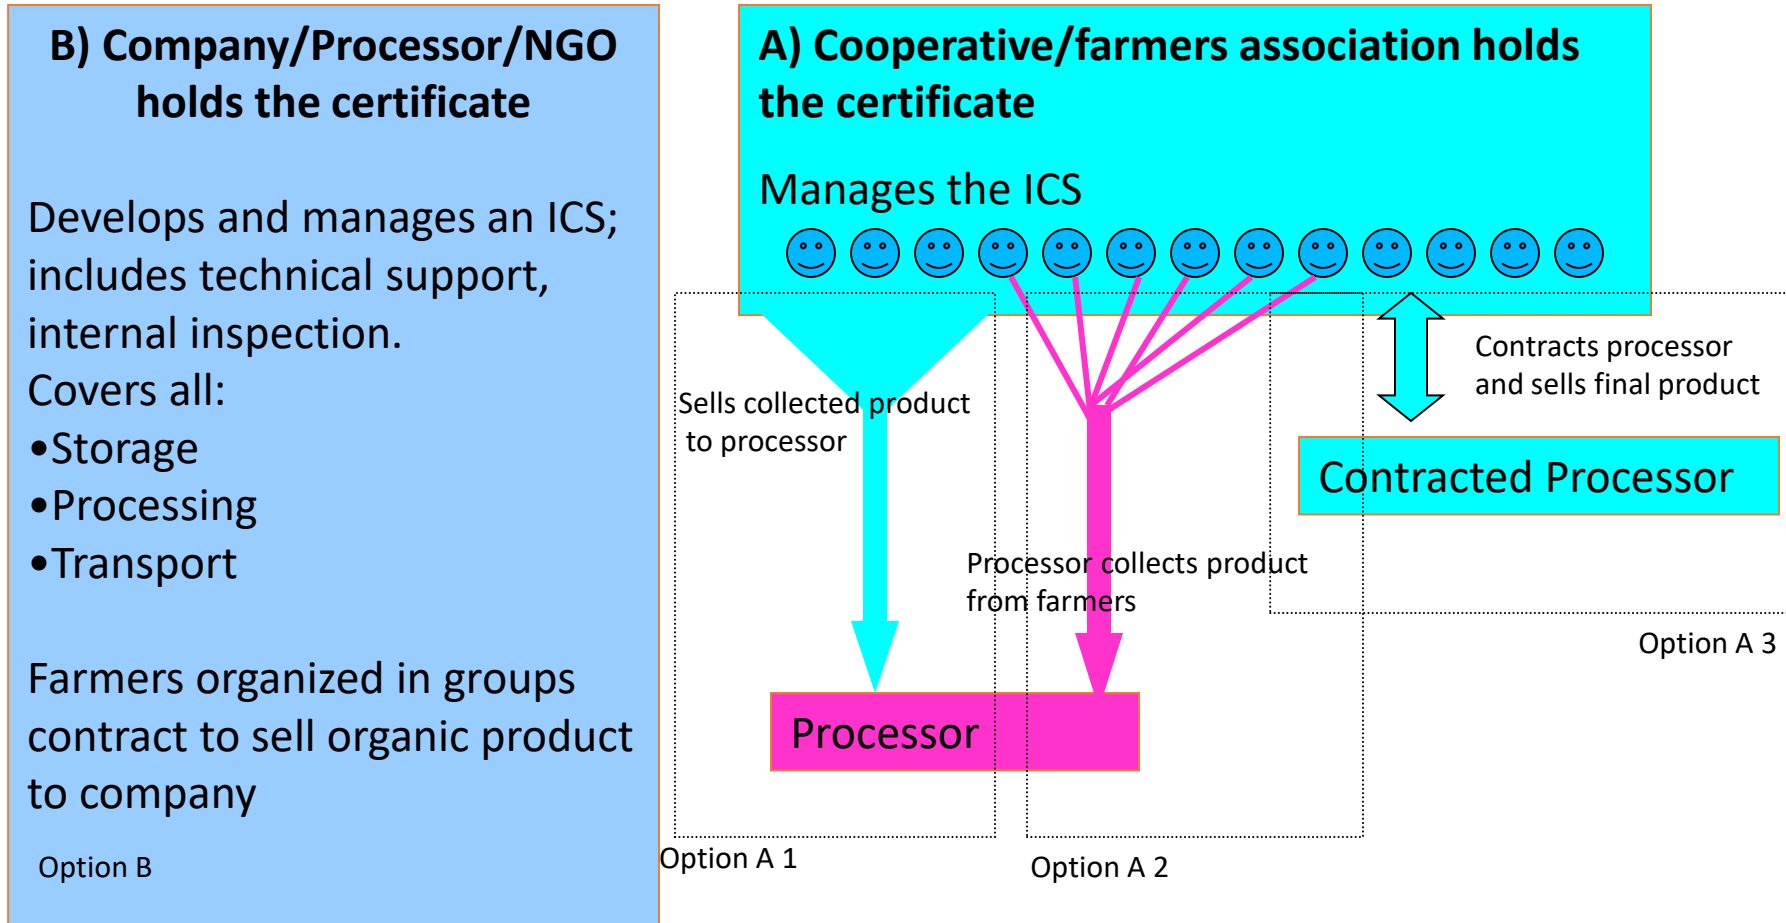 B) Company/Processor/NGO
holds the certificate
Develops and manages an ICS;
includes technical support,
internal inspection.
Covers all:
•Storage
•Processing
•Transport
Farmers organized in groups
contract to sell organic product
to company
Option B
A) Cooperative/farmers association holds
the certificate
Manages the ICS
Sells collected product
to processor
Processor collects product
from farmers
Contracts processor
and sells final product
Contracted Processor
Processor
Option A 1
Option A 2
Option A 3